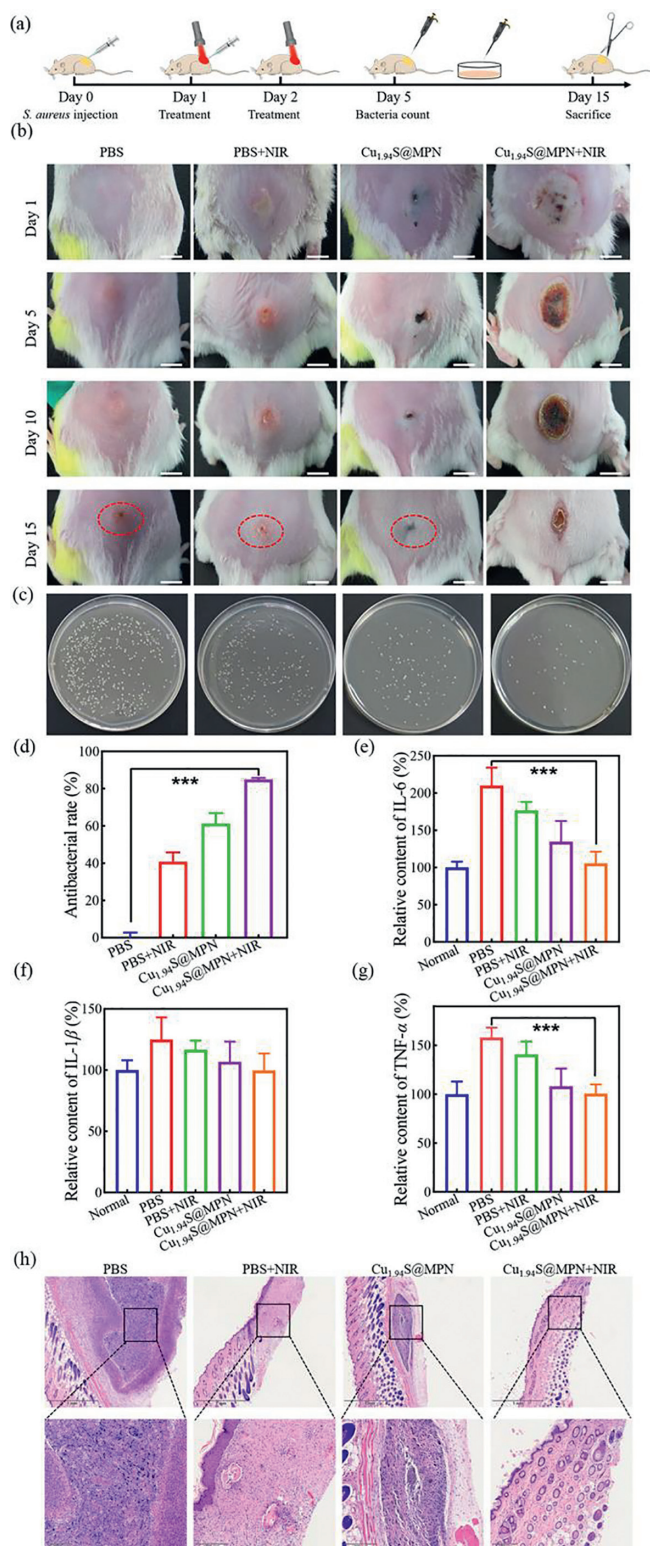 (a)
Day 0 Day 1 Day 2 Day 5 Day 15
S. aureus injection Treatment Treatment Bacteria count Sacrifice
(b)
PBS PBS+NIR Cu1.94S@MPN Cu1.94S@MPN+NIR
Day 1
Day 5
Day 10
Day 15
(c)
(d)
Antibacterial rate (%)
80
60
40
20
0
***
PBS PBS+NIR Cu1.94S@MPN Cu1.94S@MPN+NIR
(e)
Relative content of IL-6 (%)
250
200
150
100
50
0
***
Normal PBS PBS+NIR Cu1.94S@MPN Cu1.94S@MPN+NIR
(f)
Relative content of IL-1β (%)
150
100
50
0
Normal PBS PBS+NIR Cu1.94S@MPN Cu1.94S@MPN+NIR
(g)
Relative content of TNF-α (%)
150
100
50
0
***
Normal PBS PBS+NIR Cu1.94S@MPN Cu1.94S@MPN+NIR
(h)
PBS PBS+NIR Cu1.94S@MPN Cu1.94S@MPN+NIR